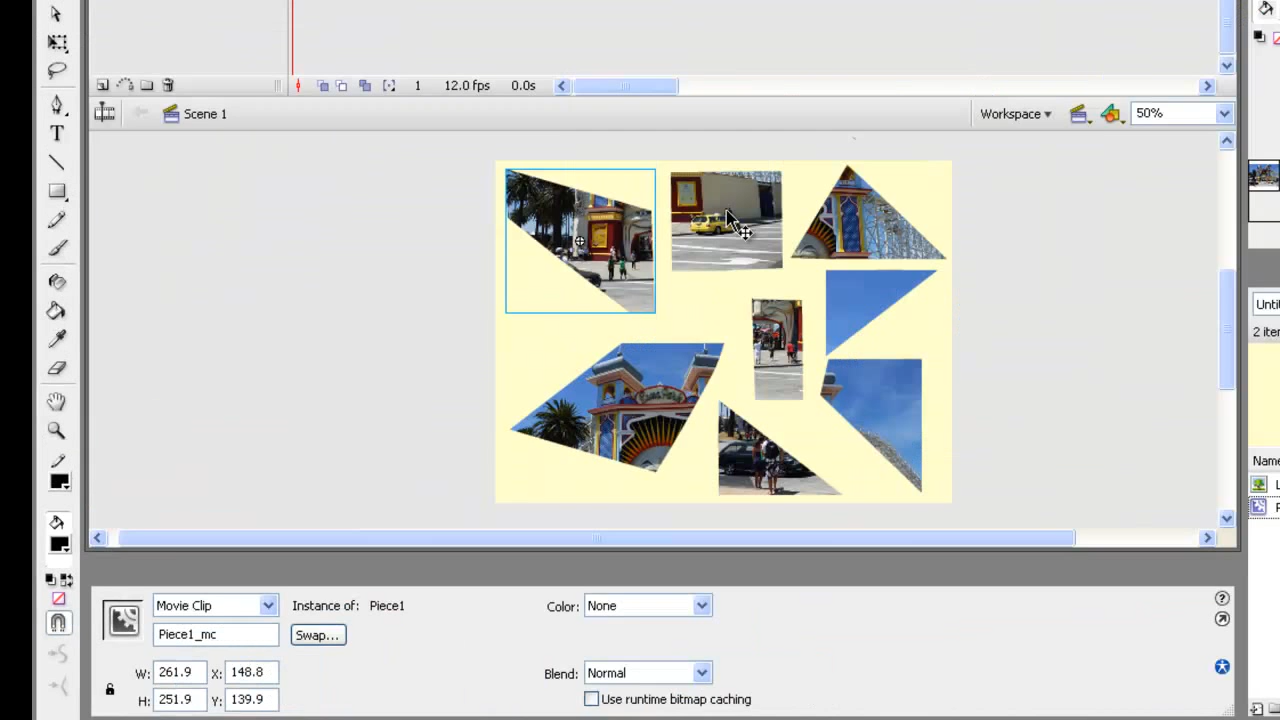 1 12.0 fps 0.0s
Scene 1 Workspace 50%
T
Untit
2 iter
Name
Movie Clip Instance of: Piece1 Color: None
Piece1_mc Swap...
W: 261.9 X: 148.8 Blend: Normal
H: 251.9 Y: 139.9 Use runtime bitmap caching